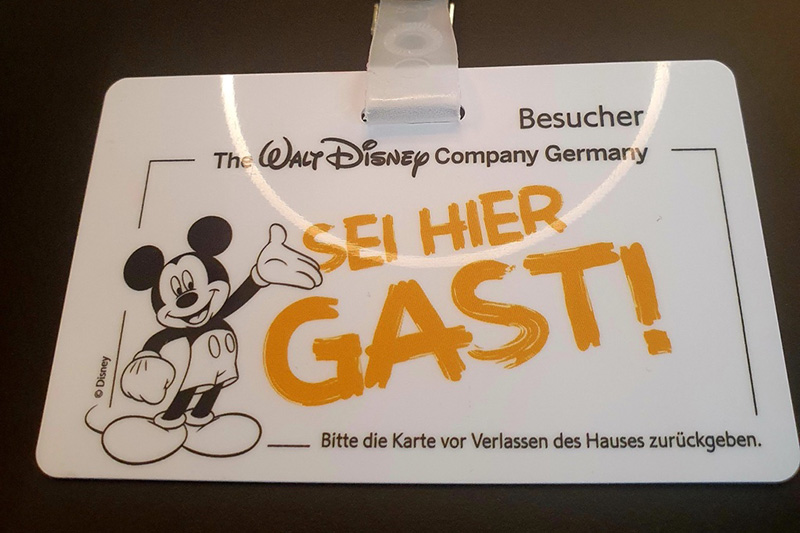 Besucher
The Walt Disney Company Germany
SEI HIER
GAST!
© Disney
Bitte die Karte vor Verlassen des Hauses zurückgeben.